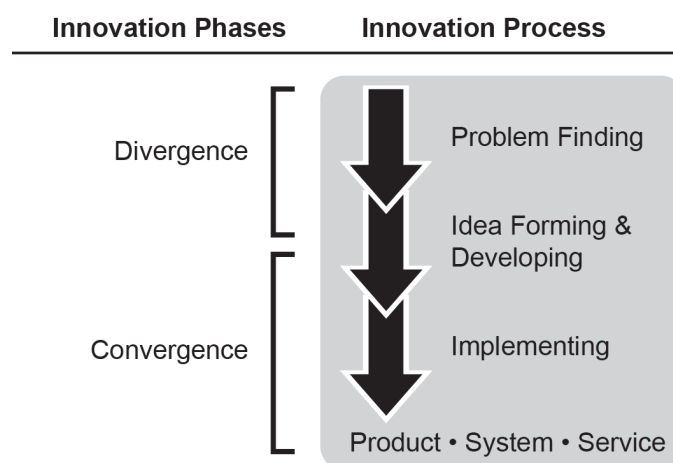 Innovation Phases
Innovation Process
Divergence
Problem Finding
Idea Forming &
Developing
Convergence
Implementing
Product • System • Service